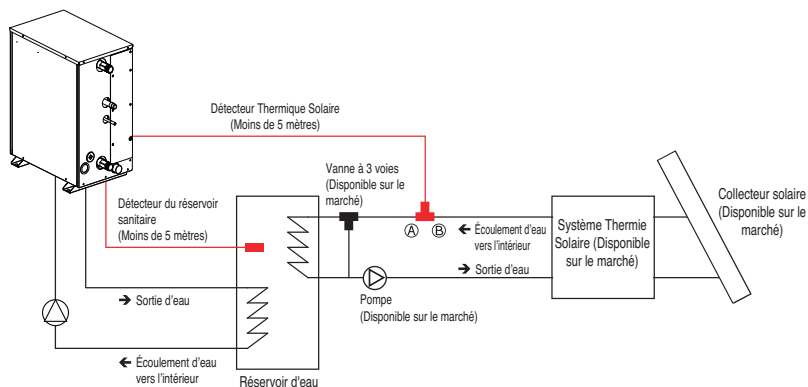 Détecteur Thermique Solaire
(Moins de 5 mètres)
Vanne à 3 voies
(Disponible sur le
marché)
Détecteur du réservoir
sanitaire
(Moins de 5 mètres)
Ⓐ Ⓑ
← Écoulement d'eau
vers l'intérieur
Système Thermie
Solaire (Disponible
sur le marché)
Collecteur solaire
(Disponible sur le
marché)
→ Sortie d'eau
Pompe
(Disponible sur le marché)
→ Sortie d'eau
← Écoulement d'eau
vers l'intérieur
Réservoir d'eau